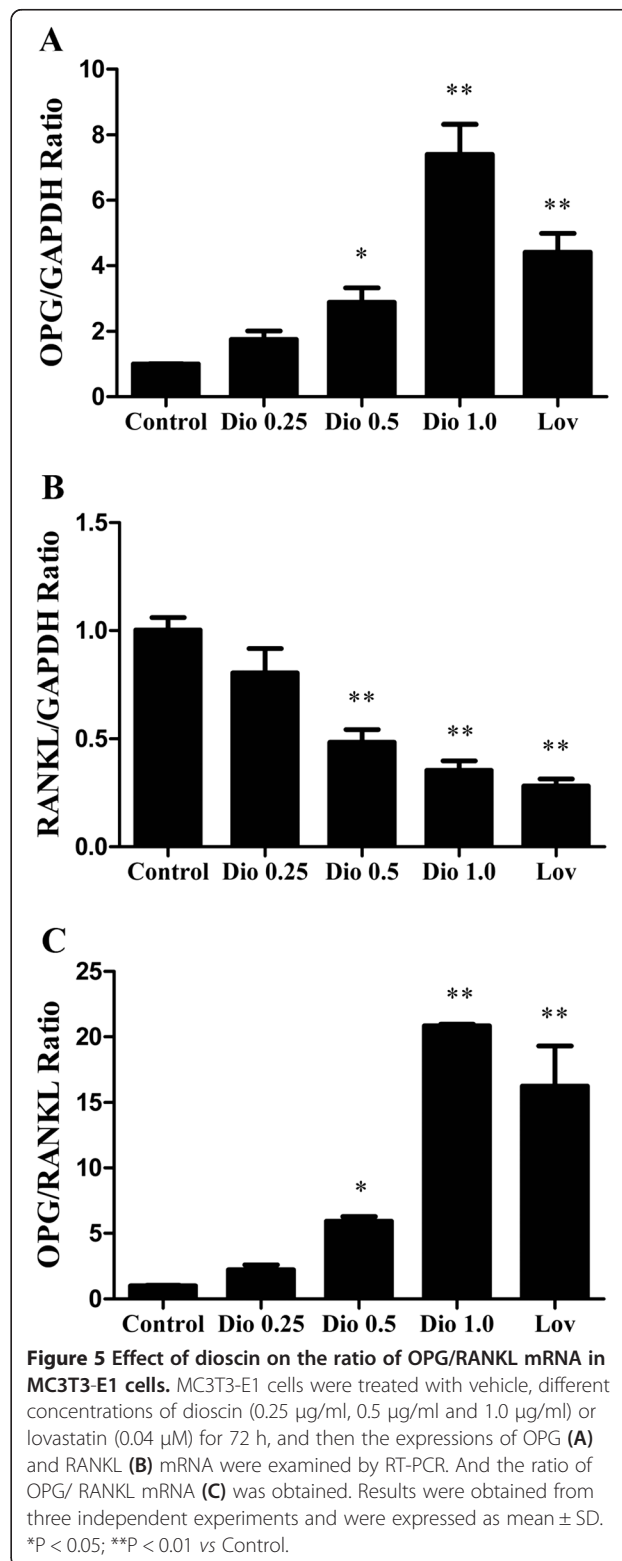 A
OPG/GAPDH Ratio
10
8
6
4
2
0
*
**
**
Control Dio 0.25 Dio 0.5 Dio 1.0 Lov
B
RANKL/GAPDH Ratio
1.5
1.0
0.5
0.0
**
**
**
Control Dio 0.25 Dio 0.5 Dio 1.0 Lov
C
OPG/RANKL Ratio
25
20
15
10
5
0
*
**
**
Control Dio 0.25 Dio 0.5 Dio 1.0 Lov
Figure 5 Effect of dioscin on the ratio of OPG/RANKL mRNA in
MC3T3-E1 cells. MC3T3-E1 cells were treated with vehicle, different
concentrations of dioscin (0.25 μg/ml, 0.5 μg/ml and 1.0 μg/ml) or
lovastatin (0.04 μM) for 72 h, and then the expressions of OPG (A)
and RANKL (B) mRNA were examined by RT-PCR. And the ratio of
OPG/ RANKL mRNA (C) was obtained. Results were obtained from
three independent experiments and were expressed as mean ± SD.
*P < 0.05; **P < 0.01 vs Control.